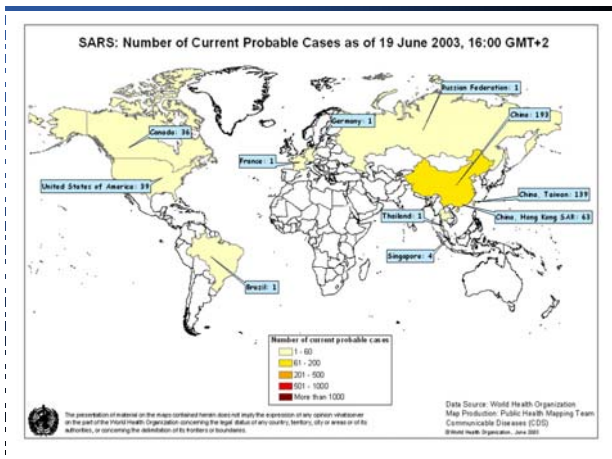 SARS: Number of Current Probable Cases as of 19 June 2003, 16:00 GMT+2
Russian Federation: 1
China: 193
Germany: 1
Canada: 36
France: 1
United States of America: 39
China, Taiwan: 139
Thailand: 1
China, Hong Kong SAR: 63
Singapore: 4
Brazil: 1
Number of current probable cases
1 - 60
61 - 200
201 - 500
501 - 1000
More than 1000
Data Source: World Health Organization
Map Production: Public Health Mapping Team
Communicable Diseases (CDS)
© World Health Organization, June 2003
The presentation of material on the maps contained herein does not imply the expression of any opinion whatsoever
on the part of the World Health Organization concerning the legal status of any country, territory, city or areas or of its
authorities, or concerning the delimitation of its frontiers or boundaries.